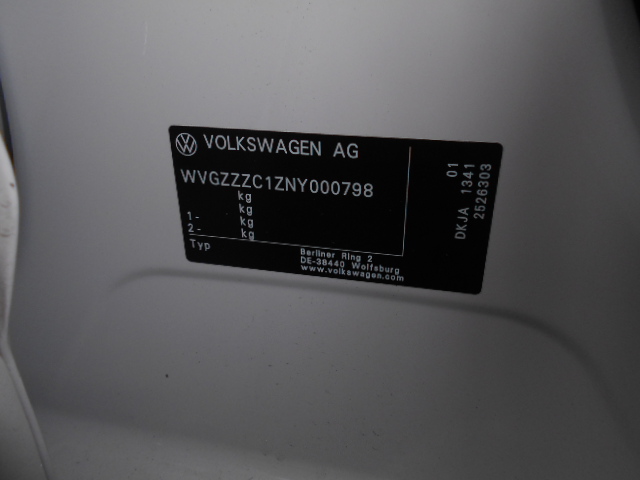 VOLKSWAGEN AG
WVGZZZC1ZNY000798
kg
kg
1- kg
2- kg
Typ
Berliner Ring 2
DE-38440 Wolfsburg
www.volkswagen.com
01
DKJA 1341
2526303